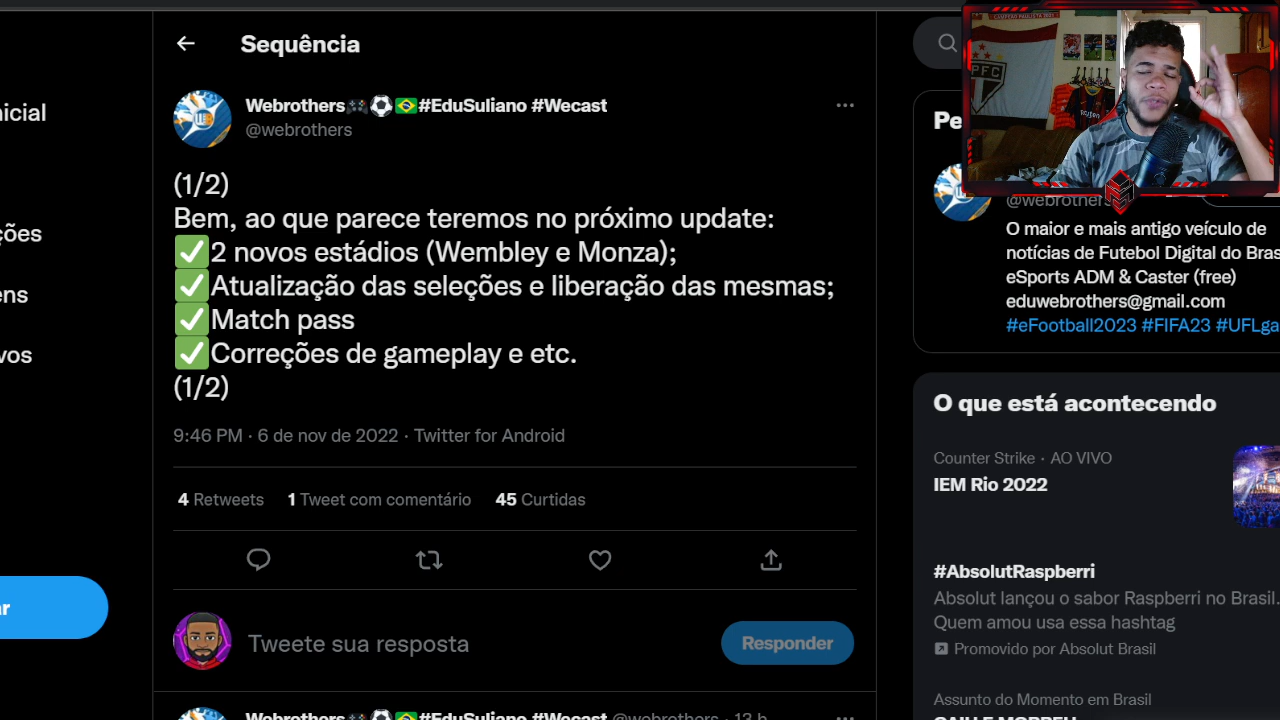 Sequência
Webrothers🎮⚽🇧🇷#EduSuliano #Wecast
@webrothers
(1/2)
Bem, ao que parece teremos no próximo update:
✅2 novos estádios (Wembley e Monza);
✅Atualização das seleções e liberação das mesmas;
✅Match pass
✅Correções de gameplay e etc.
(1/2)
9:46 PM · 6 de nov de 2022 · Twitter for Android
4 Retweets 1 Tweet com comentário 45 Curtidas
Tweete sua resposta
Responder
Webrothers🎮⚽🇧🇷#EduSuliano #Wecast @webrothers · 13 h
icial
ções
ens
vos
ar
Pe
PFC
@webrothers
O maior e mais antigo veículo de
notícias de Futebol Digital do Bras
eSports ADM & Caster (free)
eduwebrothers@gmail.com
#eFootball2023 #FIFA23 #UFLga
O que está acontecendo
Counter Strike · AO VIVO
IEM Rio 2022
#AbsolutRaspberri
Absolut lançou o sabor Raspberri no Brasil.
Quem amou usa essa hashtag
Promovido por Absolut Brasil
Assunto do Momento em Brasil